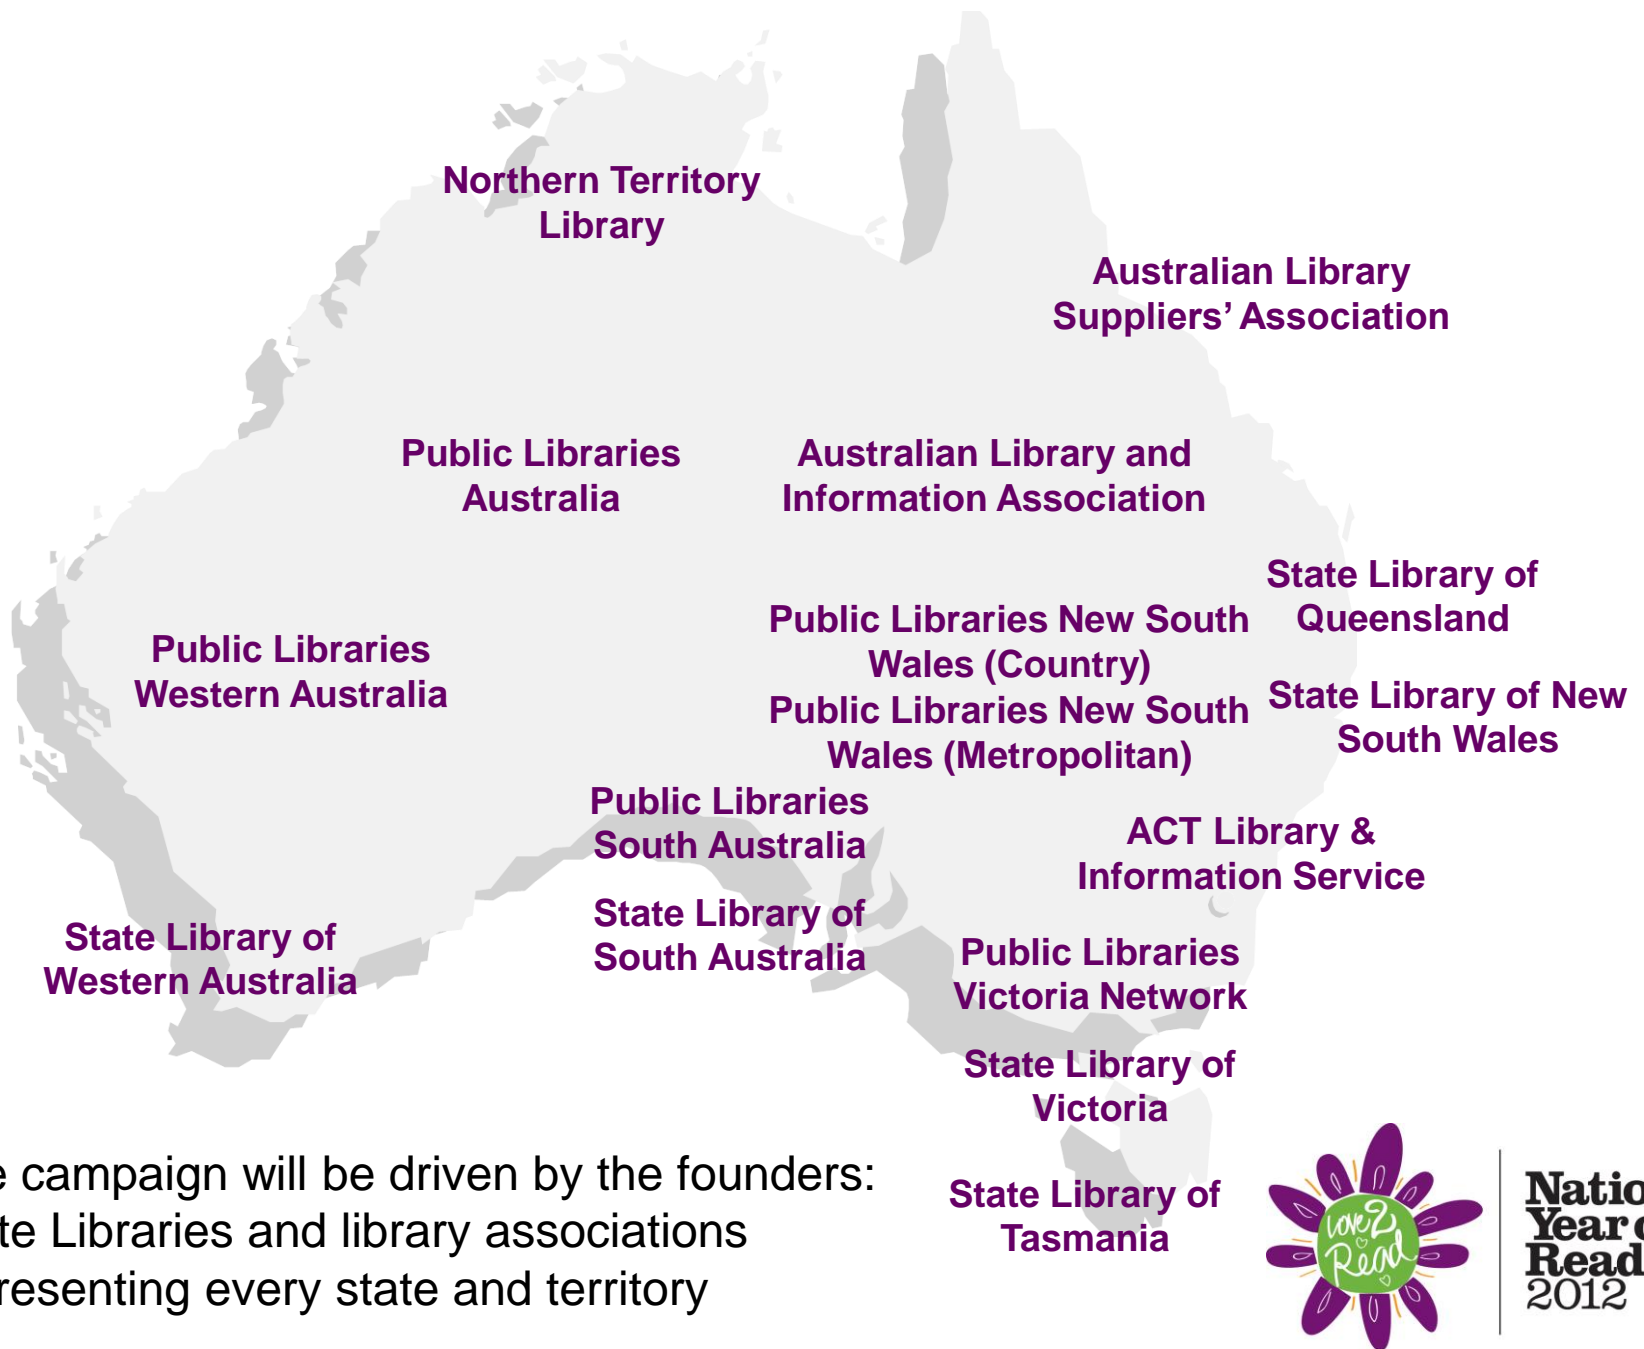 Northern Territory
Library
Australian Library
Suppliers’ Association
Public Libraries
Australia
Australian Library and
Information Association
State Library of
Queensland
Public Libraries New South
Wales (Country)
Public Libraries
Western Australia
State Library of New
South Wales
Public Libraries New South
Wales (Metropolitan)
Public Libraries
South Australia
ACT Library &
Information Service
State Library of
South Australia
State Library of
Western Australia
Public Libraries
Victoria Network
State Library of
Victoria
State Library of
Tasmania
e campaign will be driven by the founders:
te Libraries and library associations
resenting every state and territory
love2
Read
Natio
Year o
Read
2012